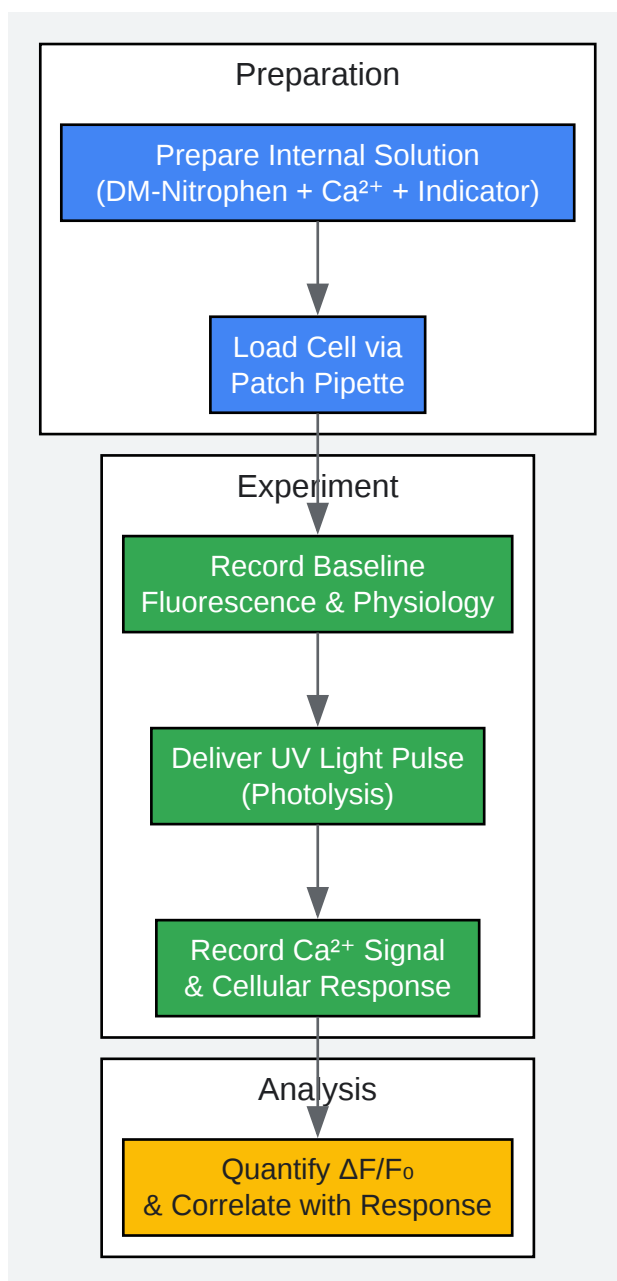 Preparation
Prepare Internal Solution
(DM-Nitrophen + Ca²⁺ + Indicator)
Load Cell via
Patch Pipette
Experiment
Record Baseline
Fluorescence & Physiology
Deliver UV Light Pulse
(Photolysis)
Record Ca²⁺ Signal
& Cellular Response
Analysis
Quantify ΔF/F₀
& Correlate with Response